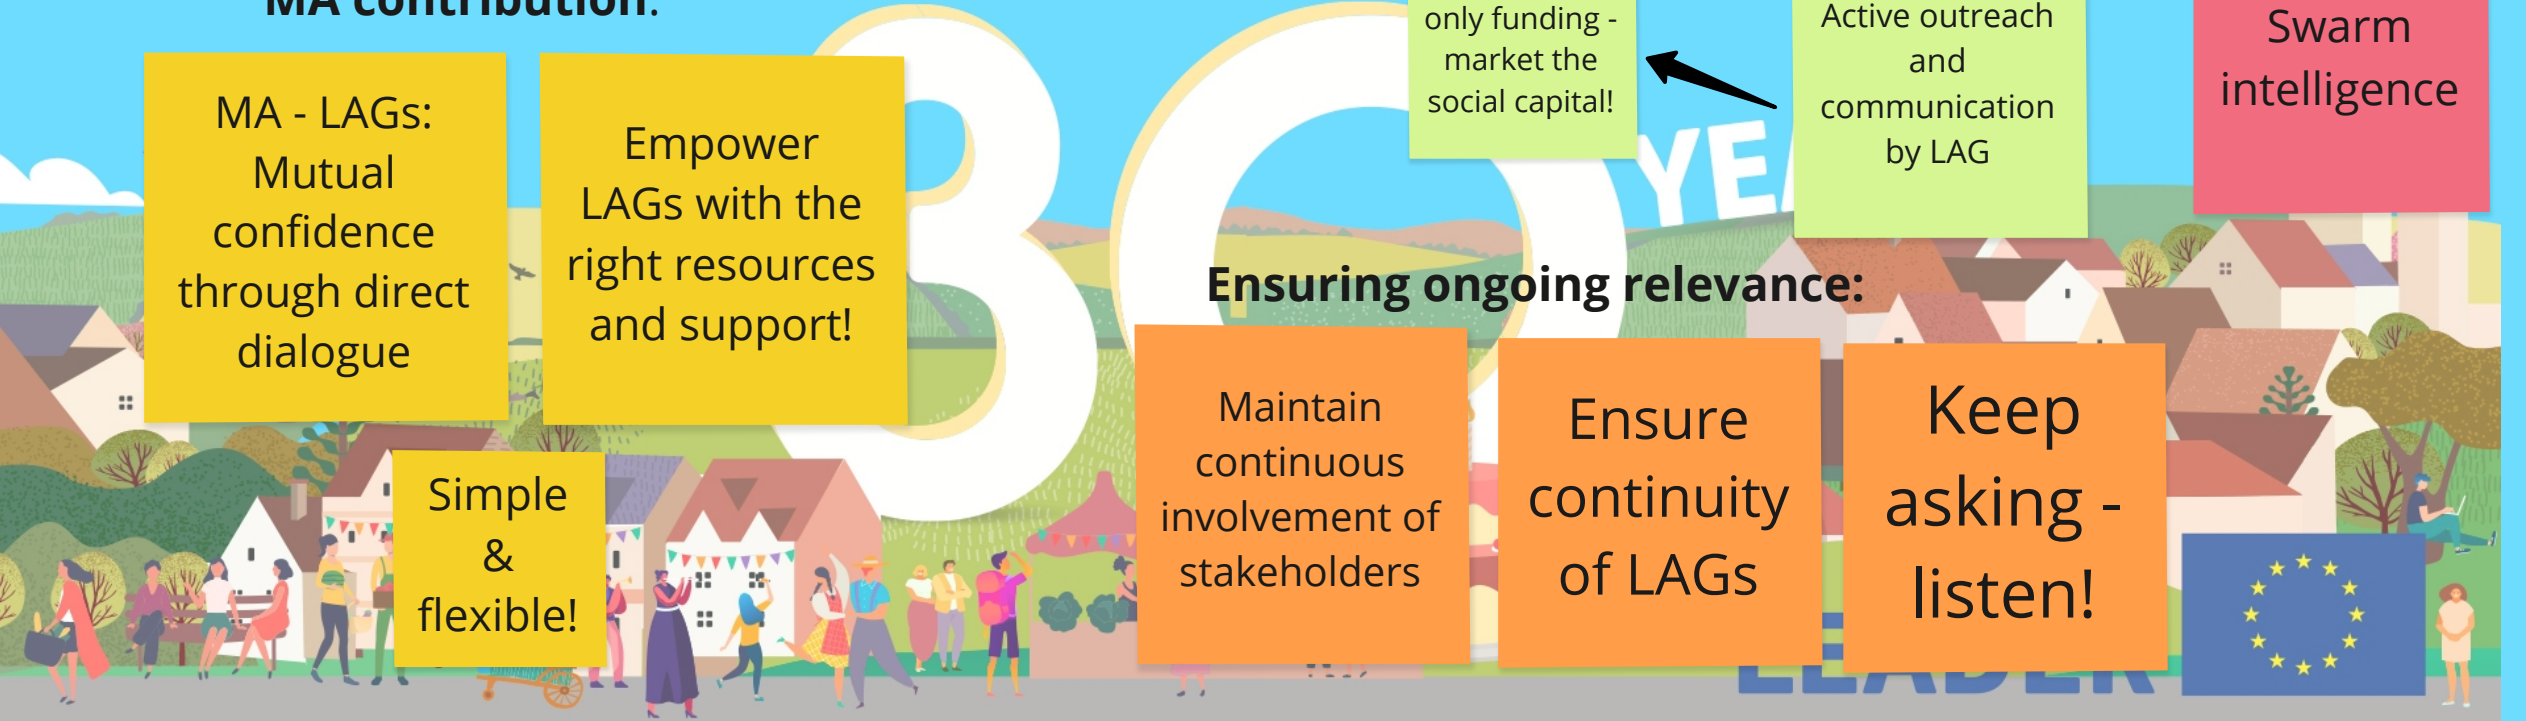 MA contribution:
MA - LAGs:
Mutual
confidence
through direct
dialogue
Empower
LAGs with the
right resources
and support!
Simple
&
flexible!
only funding -
market the
social capital!
Active outreach
and
communication
by LAG
Swarm
intelligence
Ensuring ongoing relevance:
Maintain
continuous
involvement of
stakeholders
Ensure
continuity
of LAGs
Keep
asking -
listen!
30
LEADER